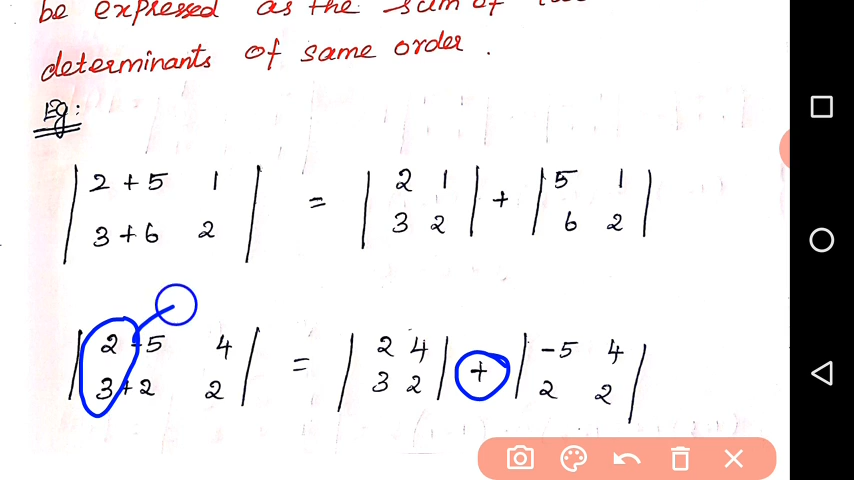 be expressed as the sum of
determinants of same order .
Eg:
| 2 + 5 1 | = | 2 1 | + | 5 1 |
| 3 + 6 2 | | 3 2 | | 6 2 |
| 2 - 5 4 | = | 2 4 | + | -5 4 |
| 3 + 2 2 | | 3 2 | | 2 2 |